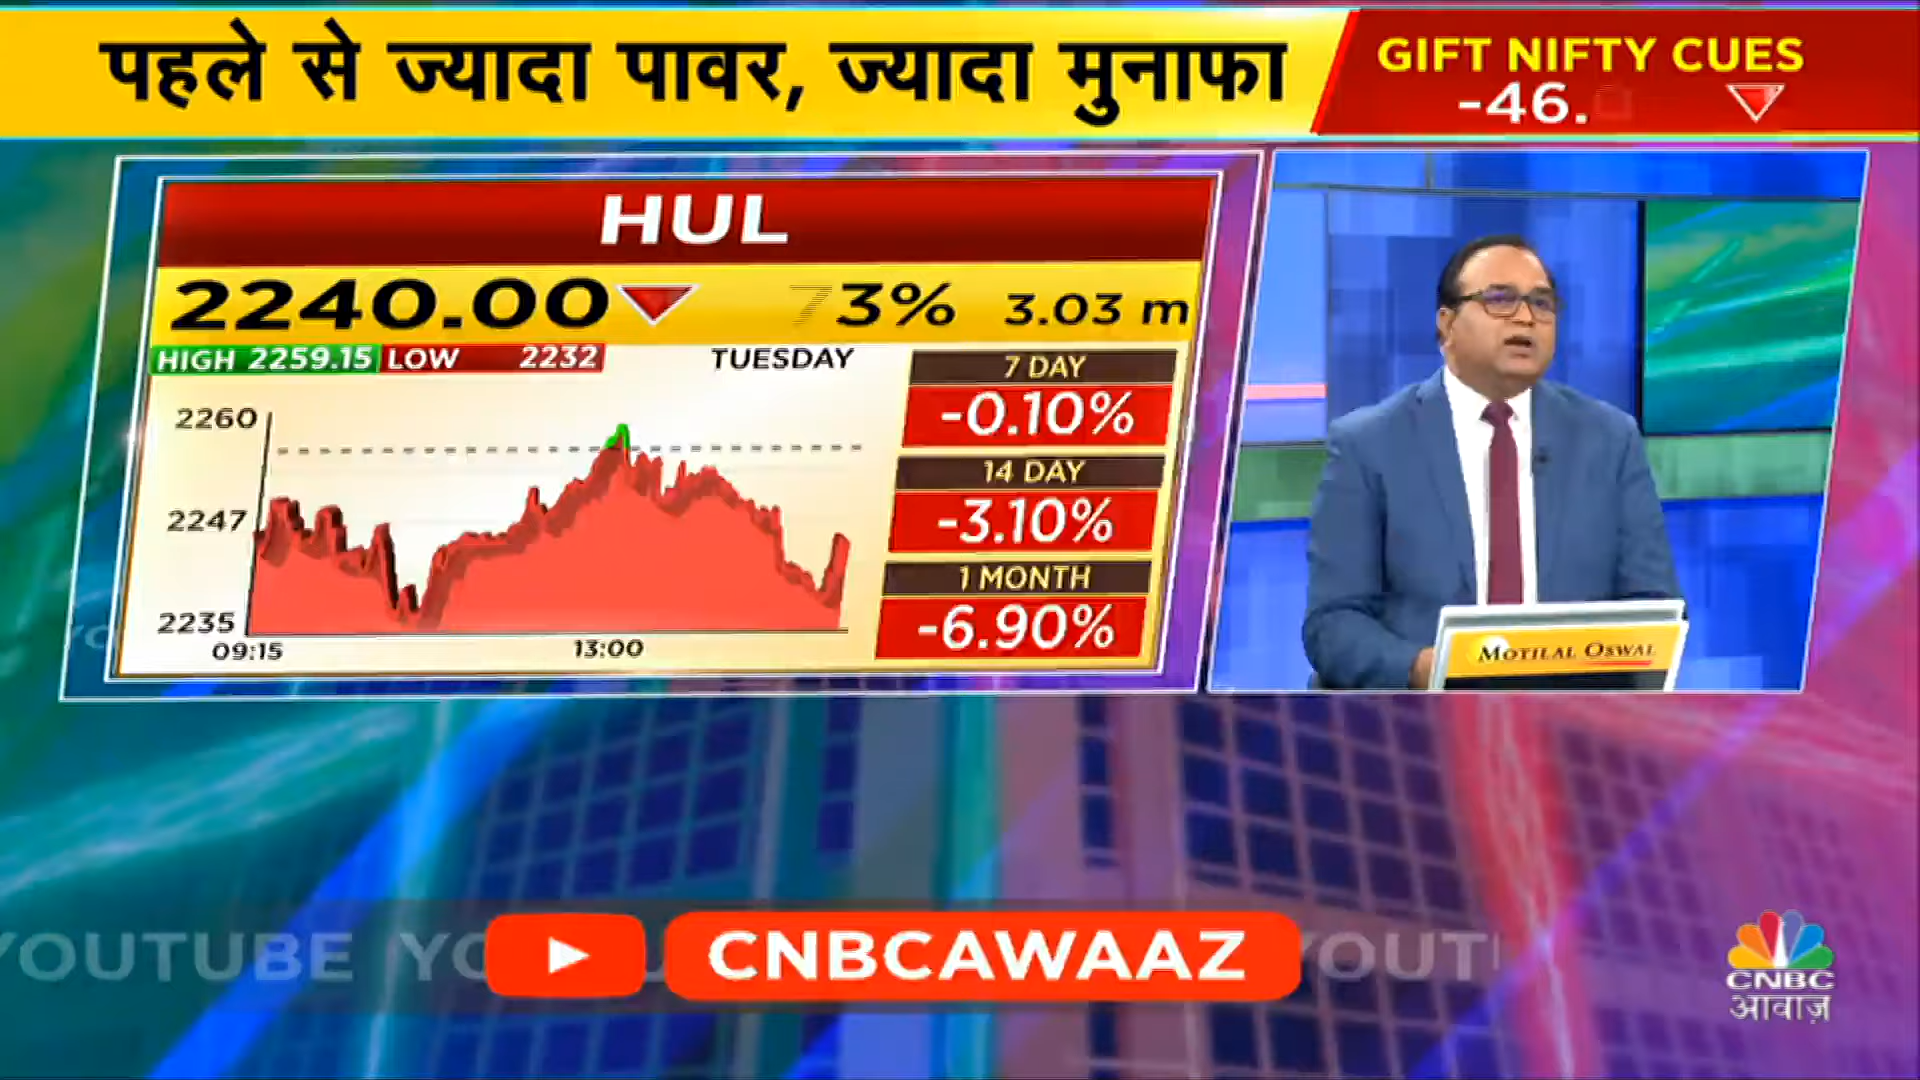 पहले से ज्यादा पावर, ज्यादा मुनाफा
GIFT NIFTY CUES
-46.
HUL
2240.00 3% 3.03 m
HIGH 2259.15 LOW 2232 TUESDAY
2260
2247
2235
09:15 13:00
7 DAY
-0.10%
14 DAY
-3.10%
1 MONTH
-6.90%
MOTILAL OSWAL
YOUTUBE
CNBCAWAAZ
CNBC
आवाज़